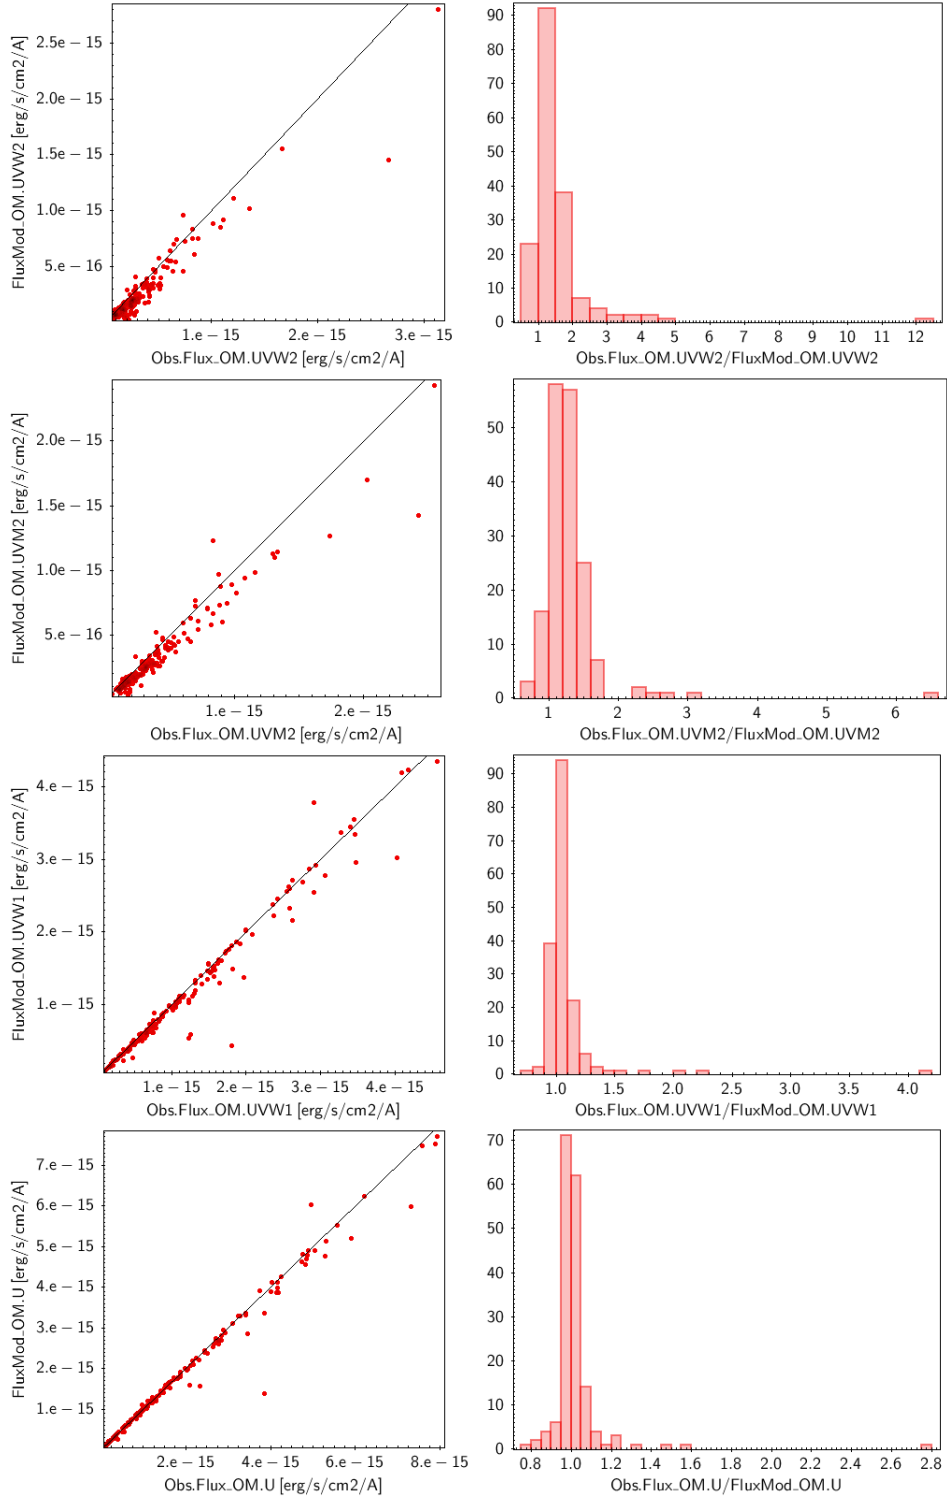 2.5e − 15
2.0e − 15
1.5e − 15
1.0e − 15
5.e − 16
FluxMod_OM.UVW2 [erg/s/cm2/A]
1.e − 15 2.e − 15 3.e − 15
Obs.Flux_OM.UVW2 [erg/s/cm2/A]
90
80
70
60
50
40
30
20
10
0
1 2 3 4 5 6 7 8 9 10 11 12
Obs.Flux_OM.UVW2/FluxMod_OM.UVW2
2.0e − 15
1.5e − 15
1.0e − 15
5.e − 16
FluxMod_OM.UVM2 [erg/s/cm2/A]
1.e − 15 2.e − 15
Obs.Flux_OM.UVM2 [erg/s/cm2/A]
50
40
30
20
10
0
1 2 3 4 5 6
Obs.Flux_OM.UVM2/FluxMod_OM.UVM2
4.e − 15
3.e − 15
2.e − 15
1.e − 15
FluxMod_OM.UVW1 [erg/s/cm2/A]
1.e − 15 2.e − 15 3.e − 15 4.e − 15
Obs.Flux_OM.UVW1 [erg/s/cm2/A]
90
80
70
60
50
40
30
20
10
0
1.0 1.5 2.0 2.5 3.0 3.5 4.0
Obs.Flux_OM.UVW1/FluxMod_OM.UVW1
7.e − 15
6.e − 15
5.e − 15
4.e − 15
3.e − 15
2.e − 15
1.e − 15
FluxMod_OM.U [erg/s/cm2/A]
2.e − 15 4.e − 15 6.e − 15 8.e − 15
Obs.Flux_OM.U [erg/s/cm2/A]
70
60
50
40
30
20
10
0
0.8 1.0 1.2 1.4 1.6 1.8 2.0 2.2 2.4 2.6 2.8
Obs.Flux_OM.U/FluxMod_OM.U